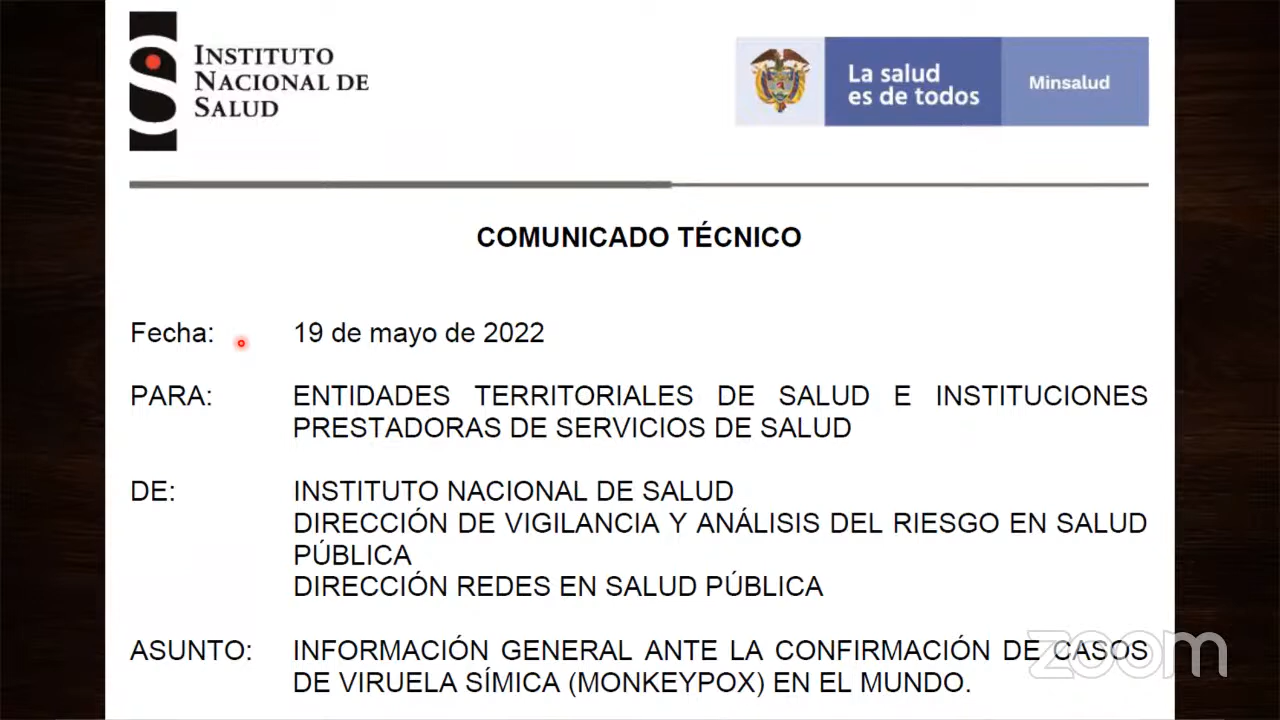 INSTITUTO
NACIONAL DE
SALUD
La salud
es de todos
Minsalud
COMUNICADO TÉCNICO
Fecha: 19 de mayo de 2022
PARA: ENTIDADES TERRITORIALES DE SALUD E INSTITUCIONES
PRESTADORAS DE SERVICIOS DE SALUD
DE: INSTITUTO NACIONAL DE SALUD
DIRECCIÓN DE VIGILANCIA Y ANÁLISIS DEL RIESGO EN SALUD
PÚBLICA
DIRECCIÓN REDES EN SALUD PÚBLICA
ASUNTO: INFORMACIÓN GENERAL ANTE LA CONFIRMACIÓN DE CASOS
DE VIRUELA SÍMICA (MONKEYPOX) EN EL MUNDO.
zoom